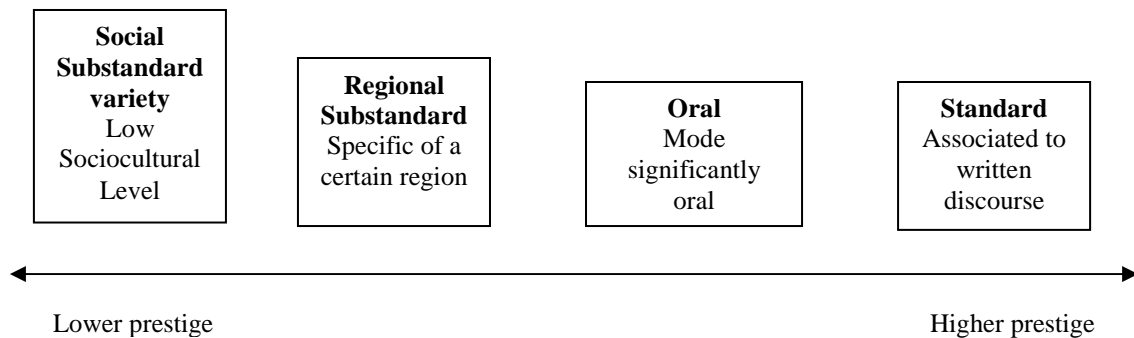 Social
Substandard
variety
Low
Sociocultural
Level
Regional
Substandard
Specific of a
certain region
Oral
Mode
significantly
oral
Standard
Associated to
written
discourse
Lower prestige
Higher prestige